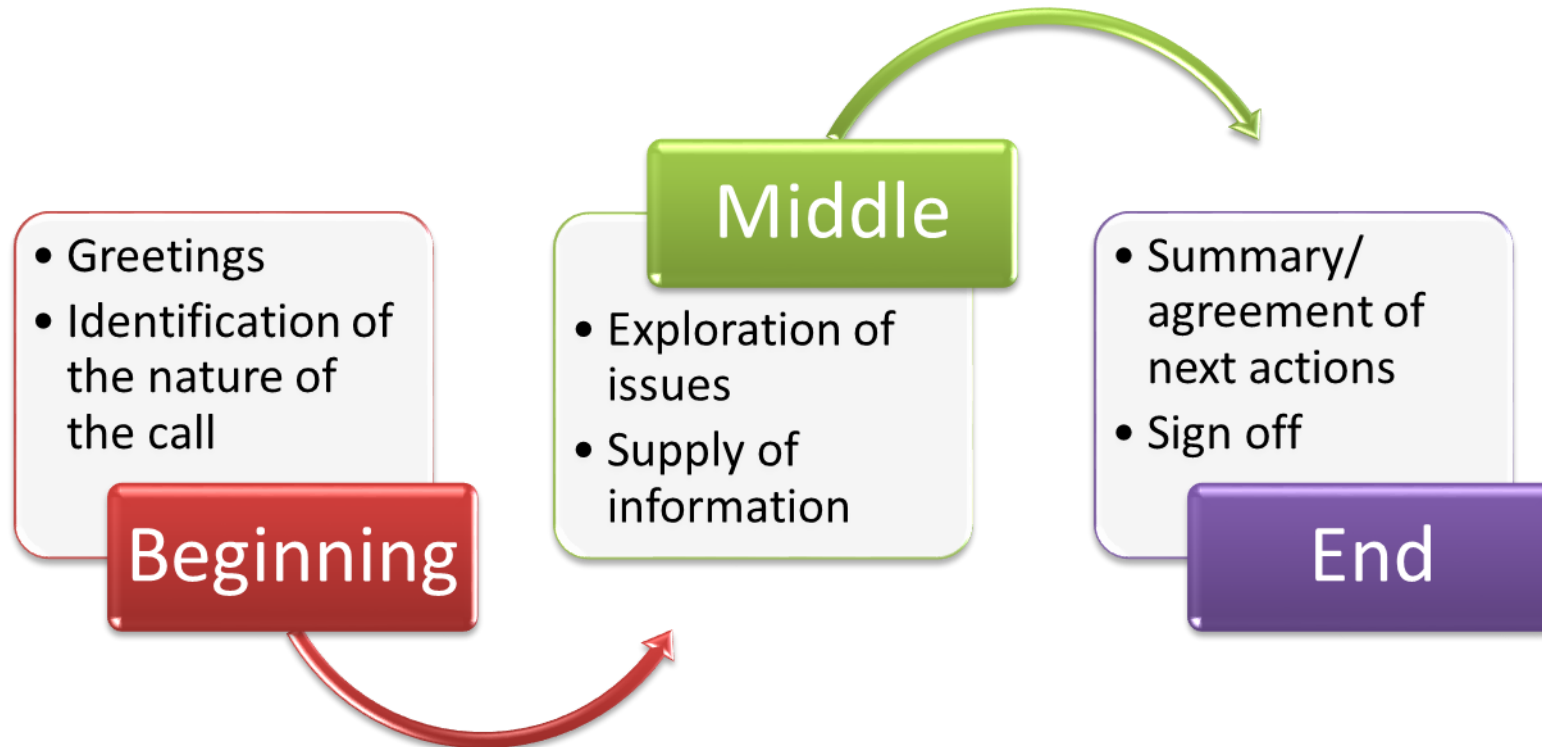 • Greetings
• Identification of
the nature of
the call
Beginning
Middle
• Exploration of
issues
• Supply of
information
• Summary/
agreement of
next actions
• Sign off
End